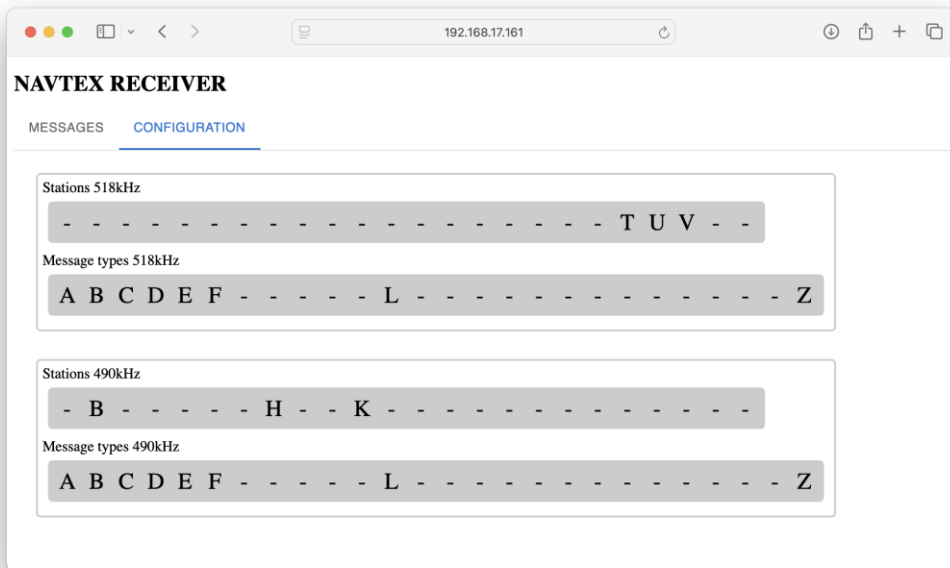 192.168.17.161
NAVTEX RECEIVER
MESSAGES CONFIGURATION
Stations 518kHz
- - - - - - - - - - - - - - - - - - - T U V - -
Message types 518kHz
A B C D E F - - - - - L - - - - - - - - - - - - - Z
Stations 490kHz
- B - - - - - H - - K - - - - - - - - - - - - -
Message types 490kHz
A B C D E F - - - - - L - - - - - - - - - - - - - Z